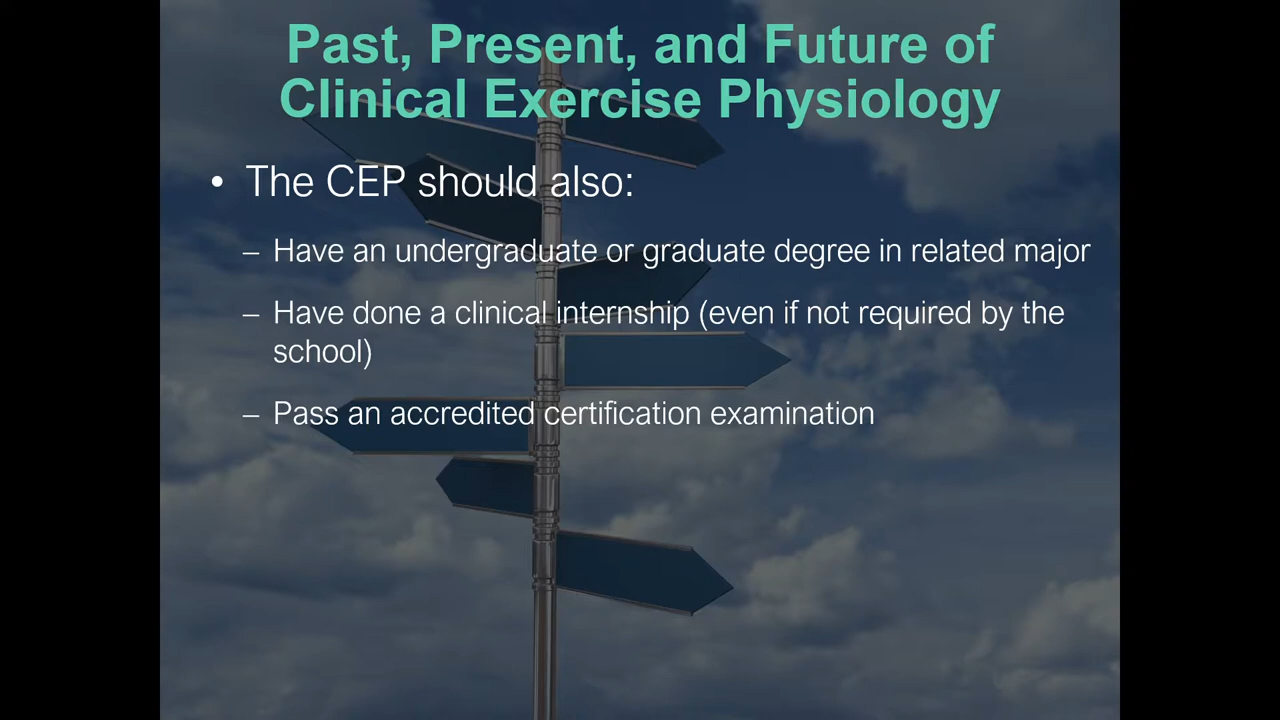 Past, Present, and Future of
Clinical Exercise Physiology
• The CEP should also:
– Have an undergraduate or graduate degree in related major
– Have done a clinical internship (even if not required by the
school)
– Pass an accredited certification examination